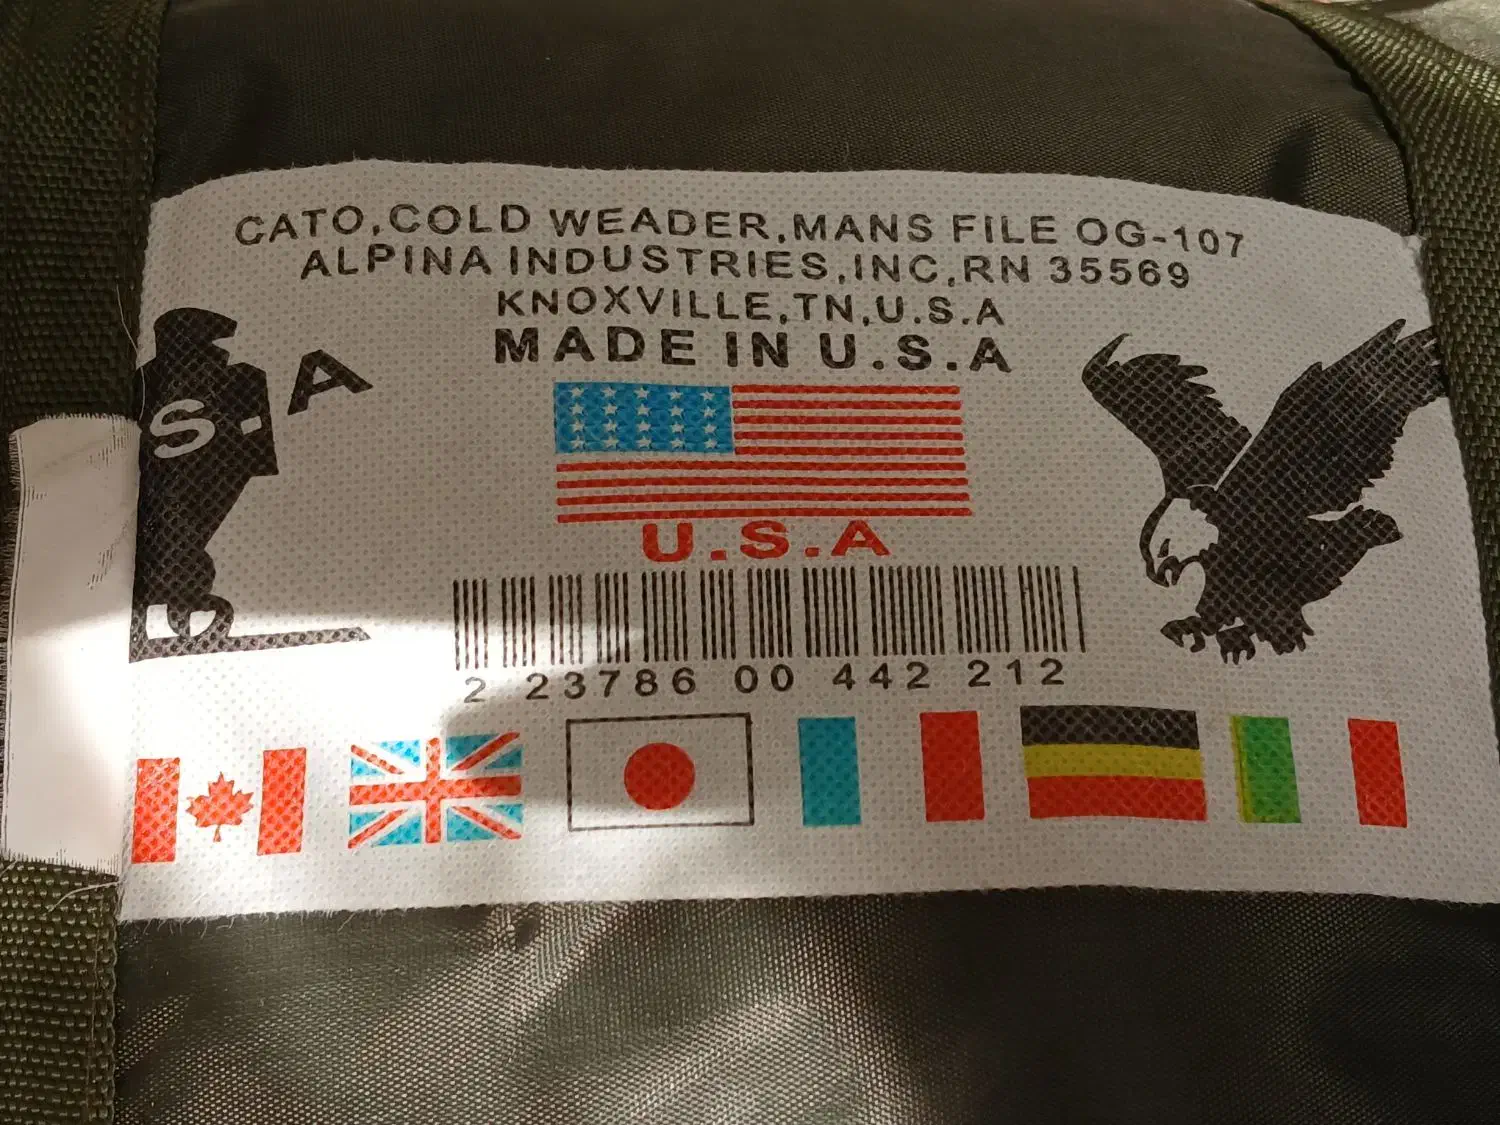 CATO,COLD WEADER,MANS FILE OG-107
ALPINA INDUSTRIES,INC,RN 35569
KNOXVILLE,TN,U.S.A
MADE IN U.S.A
S.A
U.S.A
2 23786 00 442 212